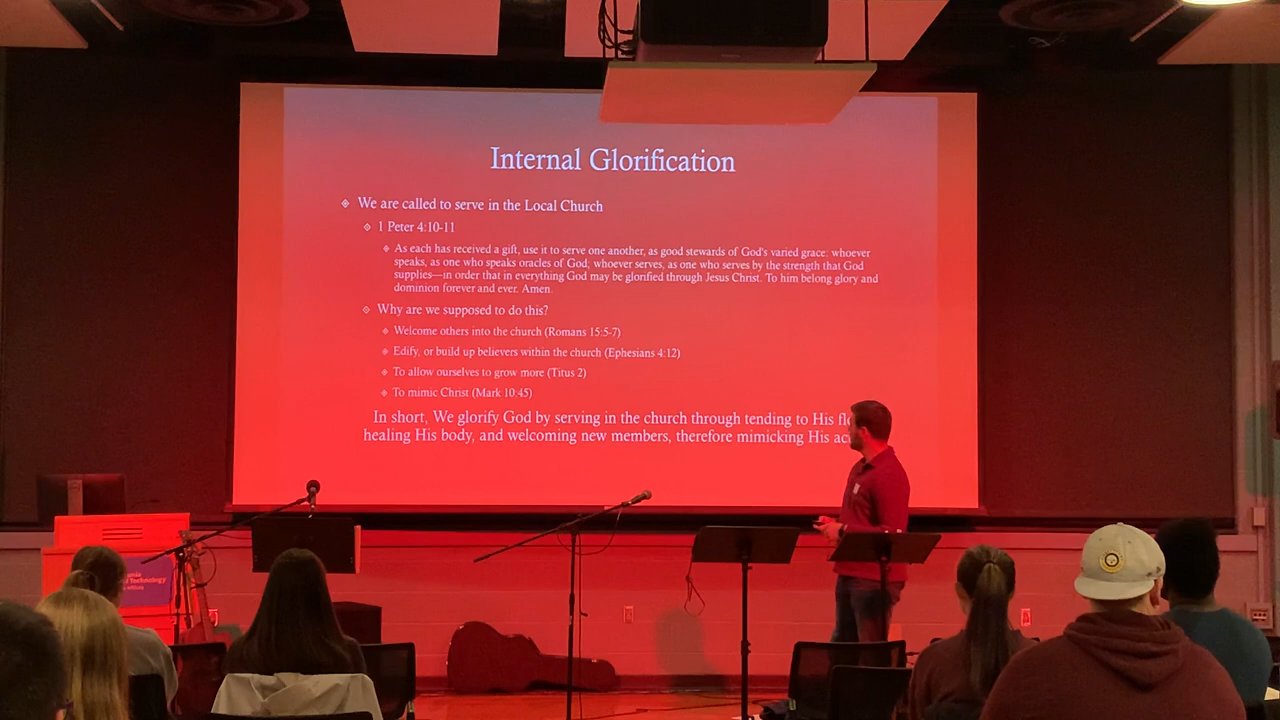 Internal Glorification
We are called to serve in the Local Church
1 Peter 4:10-11
As each has received a gift, use it to serve one another, as good stewards of God's varied grace: whoever
speaks, as one who speaks oracles of God; whoever serves, as one who serves by the strength that God
supplies—in order that in everything God may be glorified through Jesus Christ. To him belong glory and
dominion forever and ever. Amen.
Why are we supposed to do this?
Welcome others into the church (Romans 15:5-7)
Edify, or build up believers within the church (Ephesians 4:12)
To allow ourselves to grow more (Titus 2)
To mimic Christ (Mark 10:45)
In short, We glorify God by serving in the church through tending to His
healing His body, and welcoming new members, therefore mimicking His
Technology